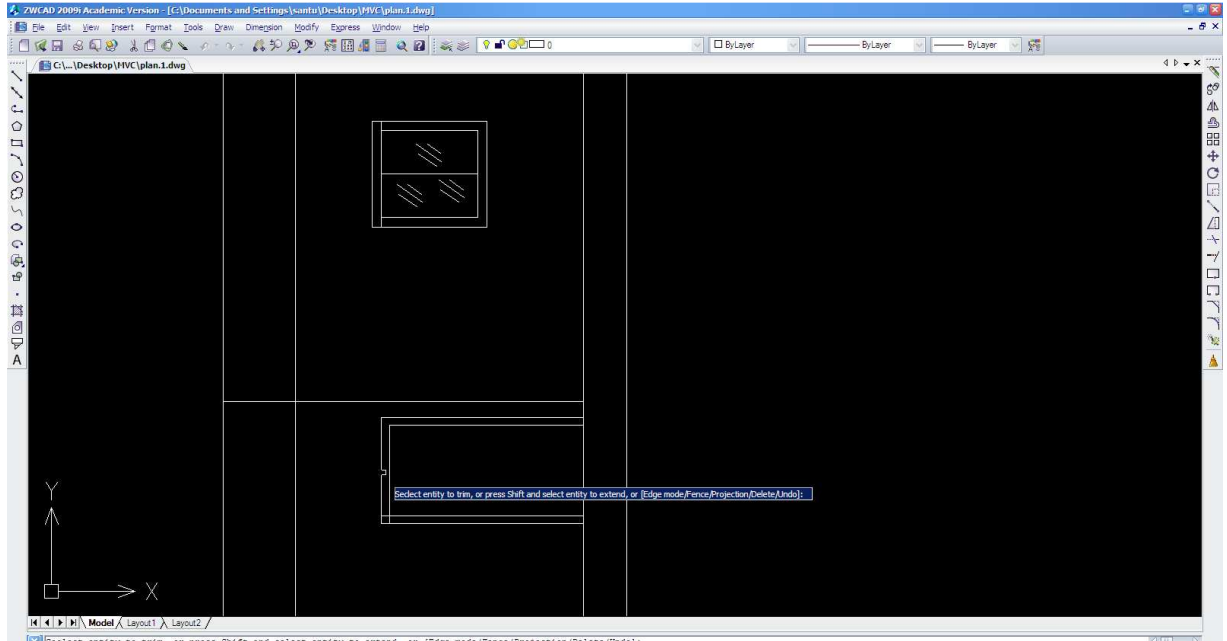 ZWCAD 2009i Academic Version - [C:\Documents and Settings\santu\Desktop\MVC\plan.1.dwg]
File Edit View Insert Format Tools Draw Dimension Modify Express Window Help
0 ByLayer ByLayer ByLayer
C:\...\Desktop\MVC\plan.1.dwg
A
Sedect entity to trim, or press Shift and select entity to extend, or [Edge mode/Fence/Projection/Delete/Undo]:
Y
X
Model Layout1 Layout2